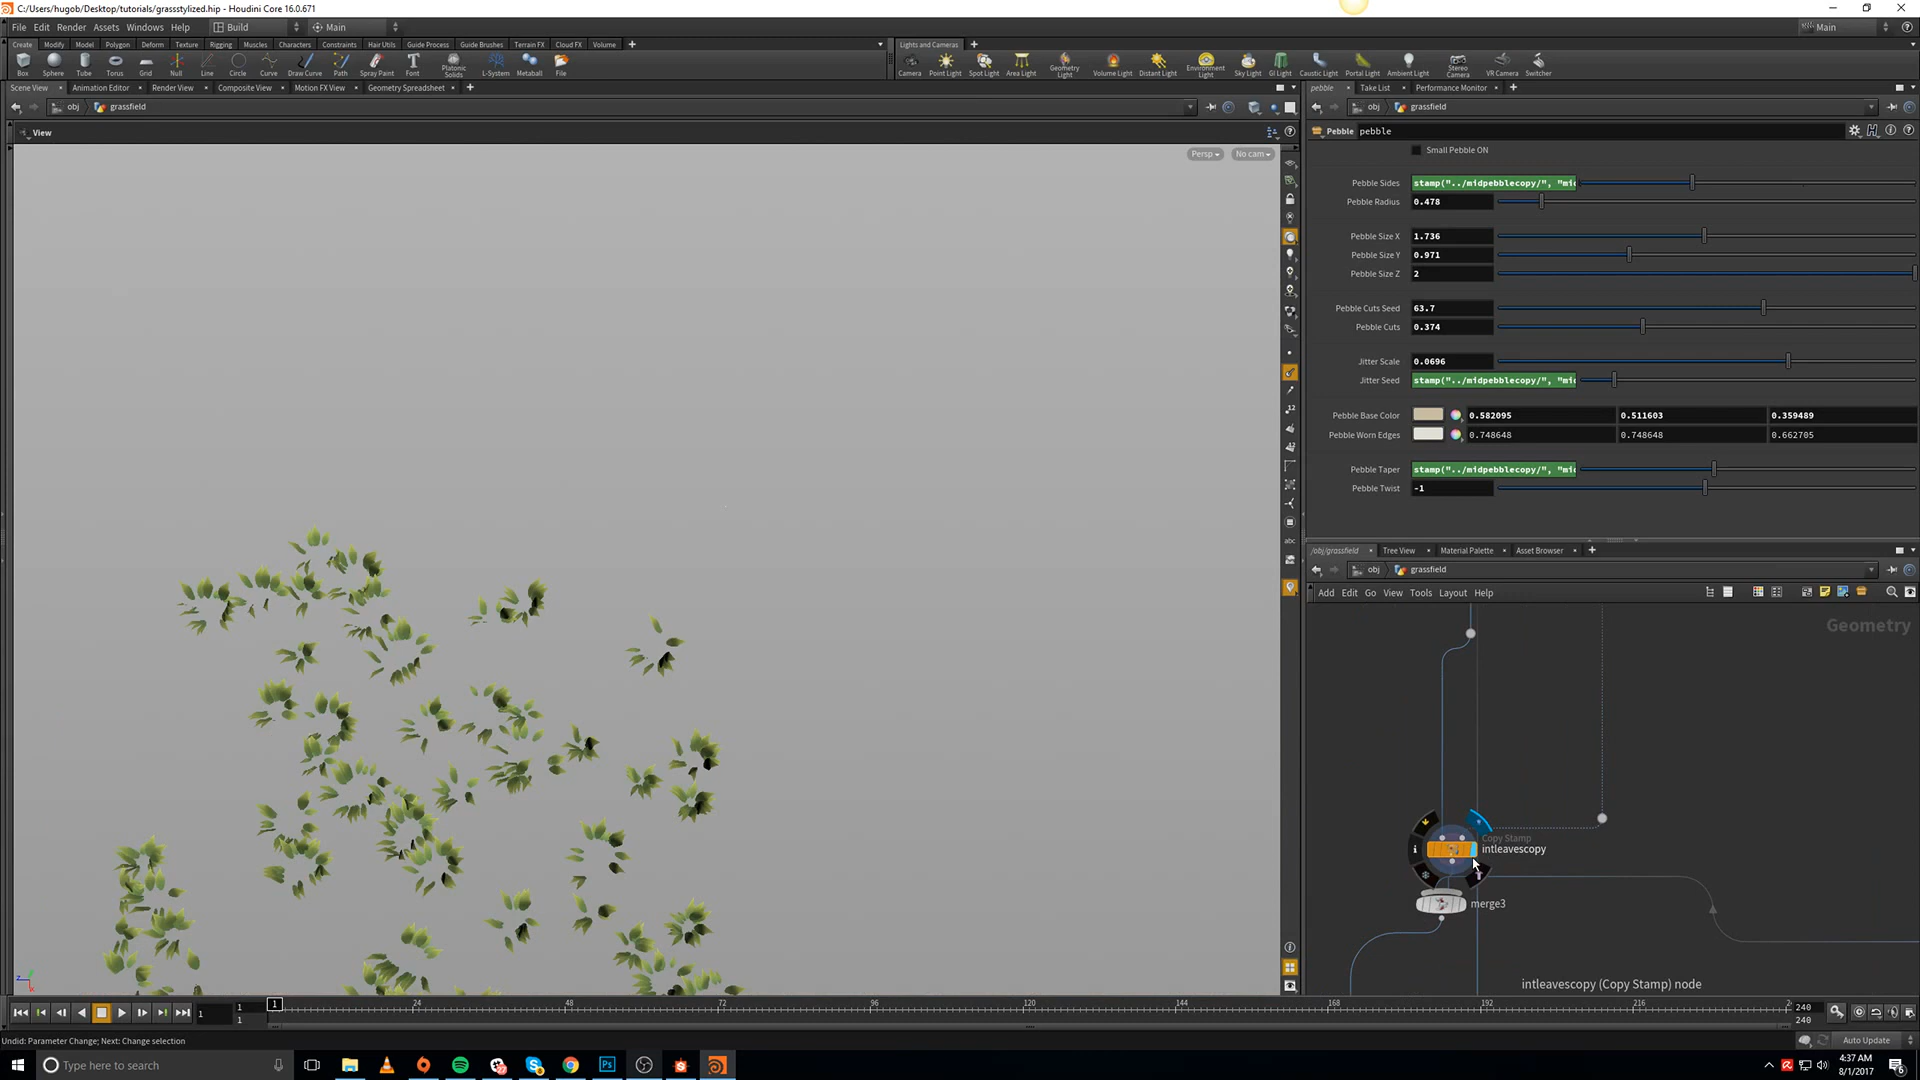 C:/Users/hugob/Desktop/tutorials/grassstylized.hip - Houdini Core 16.0.671
File Edit Render Assets Windows Help Build Main Main
Create Modify Model Polygon Deform Texture Rigging Muscles Characters Constraints Hair Utils Guide Process Guide Brushes Terrain FX Cloud FX Volume
Lights and Cameras
Box Sphere Tube Torus Grid Null Line Circle Curve Draw Curve Path Spray Paint Font Platonic Solids L-System Metaball File
Camera Point Light Spot Light Area Light Geometry Light Volume Light Distant Light Environment Light Sky Light GI Light Caustic Light Portal Light Ambient Light Stereo Camera VR Camera Switcher
Scene View Animation Editor Render View Composite View Motion FX View Geometry Spreadsheet
pebble Take List Performance Monitor
obj grassfield
obj grassfield
View
Persp No cam
Pebble pebble
Small Pebble ON
Pebble Sides stamp("../midpebblecopy/", "mid
Pebble Radius 0.478
Pebble Size X 1.736
Pebble Size Y 0.971
Pebble Size Z 2
Pebble Cuts Seed 63.7
Pebble Cuts 0.374
Jitter Scale 0.0696
Jitter Seed stamp("../midpebblecopy/", "mid
Pebble Base Color 0.582095 0.511603 0.359489
Pebble Worn Edges 0.748648 0.748648 0.662705
Pebble Taper stamp("../midpebblecopy/", "mid
Pebble Twist -1
/obj/grassfield Tree View Material Palette Asset Browser
obj grassfield
Add Edit Go View Tools Layout Help
Geometry
Copy Stamp
intleavescopy
merge3
intleavescopy (Copy Stamp) node
abc
1 1 1
1 24 48 72 96 120 144 168 192 216 2
240
240
Undid: Parameter Change; Next: Change selection
Auto Update
Type here to search
4:37 AM
8/1/2017